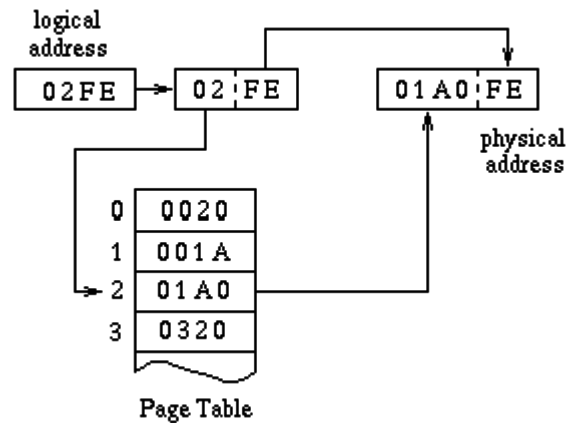 logical
address
02FE
02 FE
01A0 FE
physical
address
0 0020
1 001A
2 01A0
3 0320
Page Table